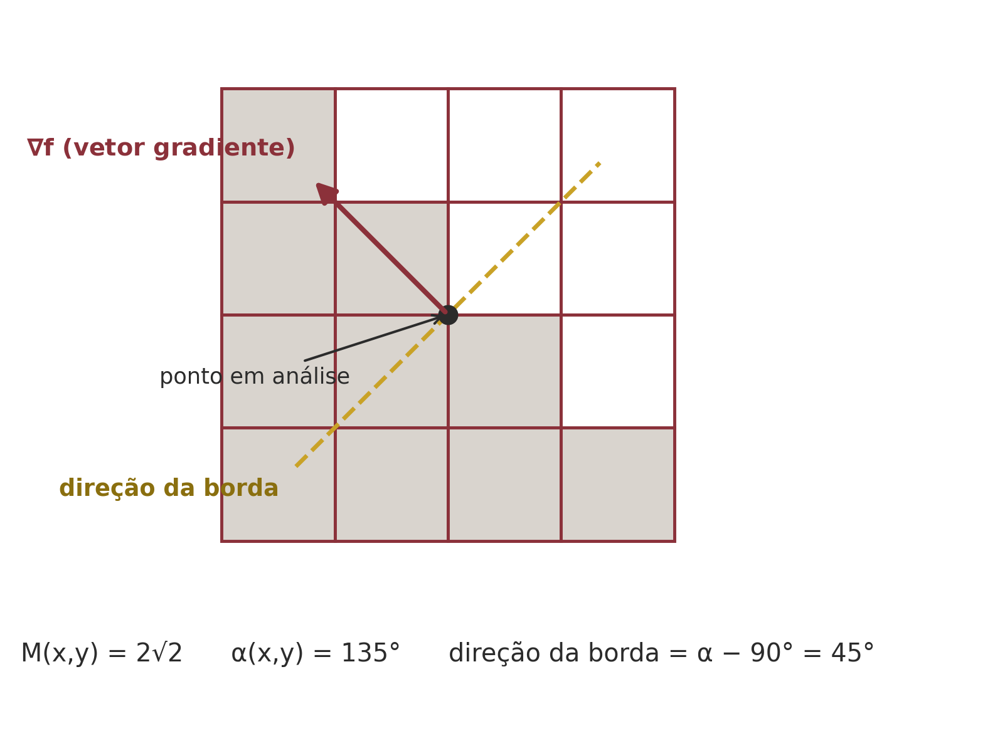 ∇f (vetor gradiente)
ponto em análise
direção da borda
M(x,y) = 2√2 α(x,y) = 135° direção da borda = α − 90° = 45°